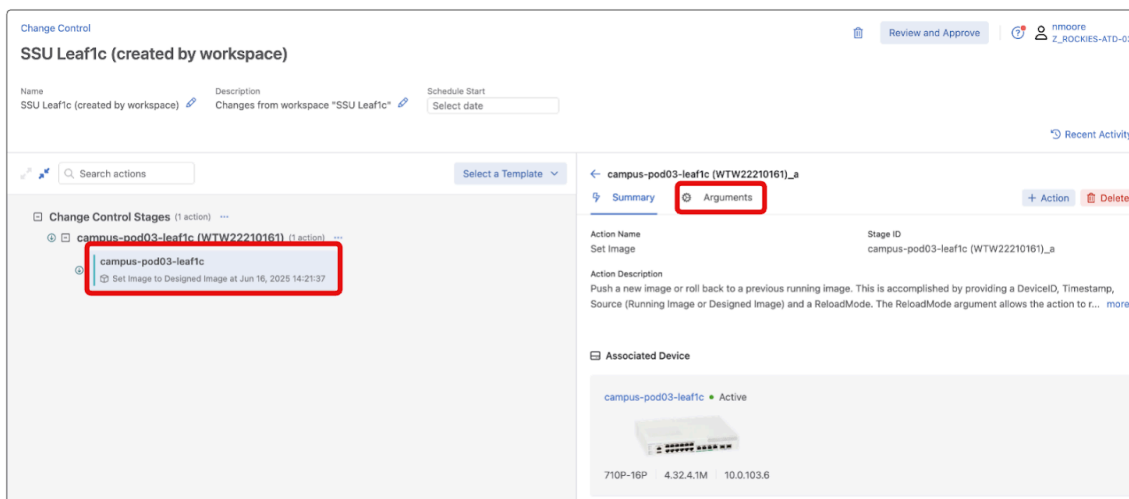 Change Control
SSU Leaf1c (created by workspace)
Review and Approve
nmoore
Z_ROCKIES-ATD-03
Name
SSU Leaf1c (created by workspace)
Description
Changes from workspace "SSU Leaf1c"
Schedule Start
Select date
Recent Activity
Search actions
Select a Template
Change Control Stages (1 action) ...
campus-pod03-leaf1c (WTW22210161) (1 action) ...
campus-pod03-leaf1c
Set Image to Designed Image at Jun 16, 2025 14:21:37
campus-pod03-leaf1c (WTW22210161)_a
Summary
Arguments
+ Action
Delete
Action Name
Set Image
Stage ID
campus-pod03-leaf1c (WTW22210161)_a
Action Description
Push a new image or roll back to a previous running image. This is accomplished by providing a DeviceID, Timestamp,
Source (Running Image or Designed Image) and a ReloadMode. The ReloadMode argument allows the action to r... more
Associated Device
campus-pod03-leaf1c • Active
710P-16P 4.32.4.1M 10.0.103.6